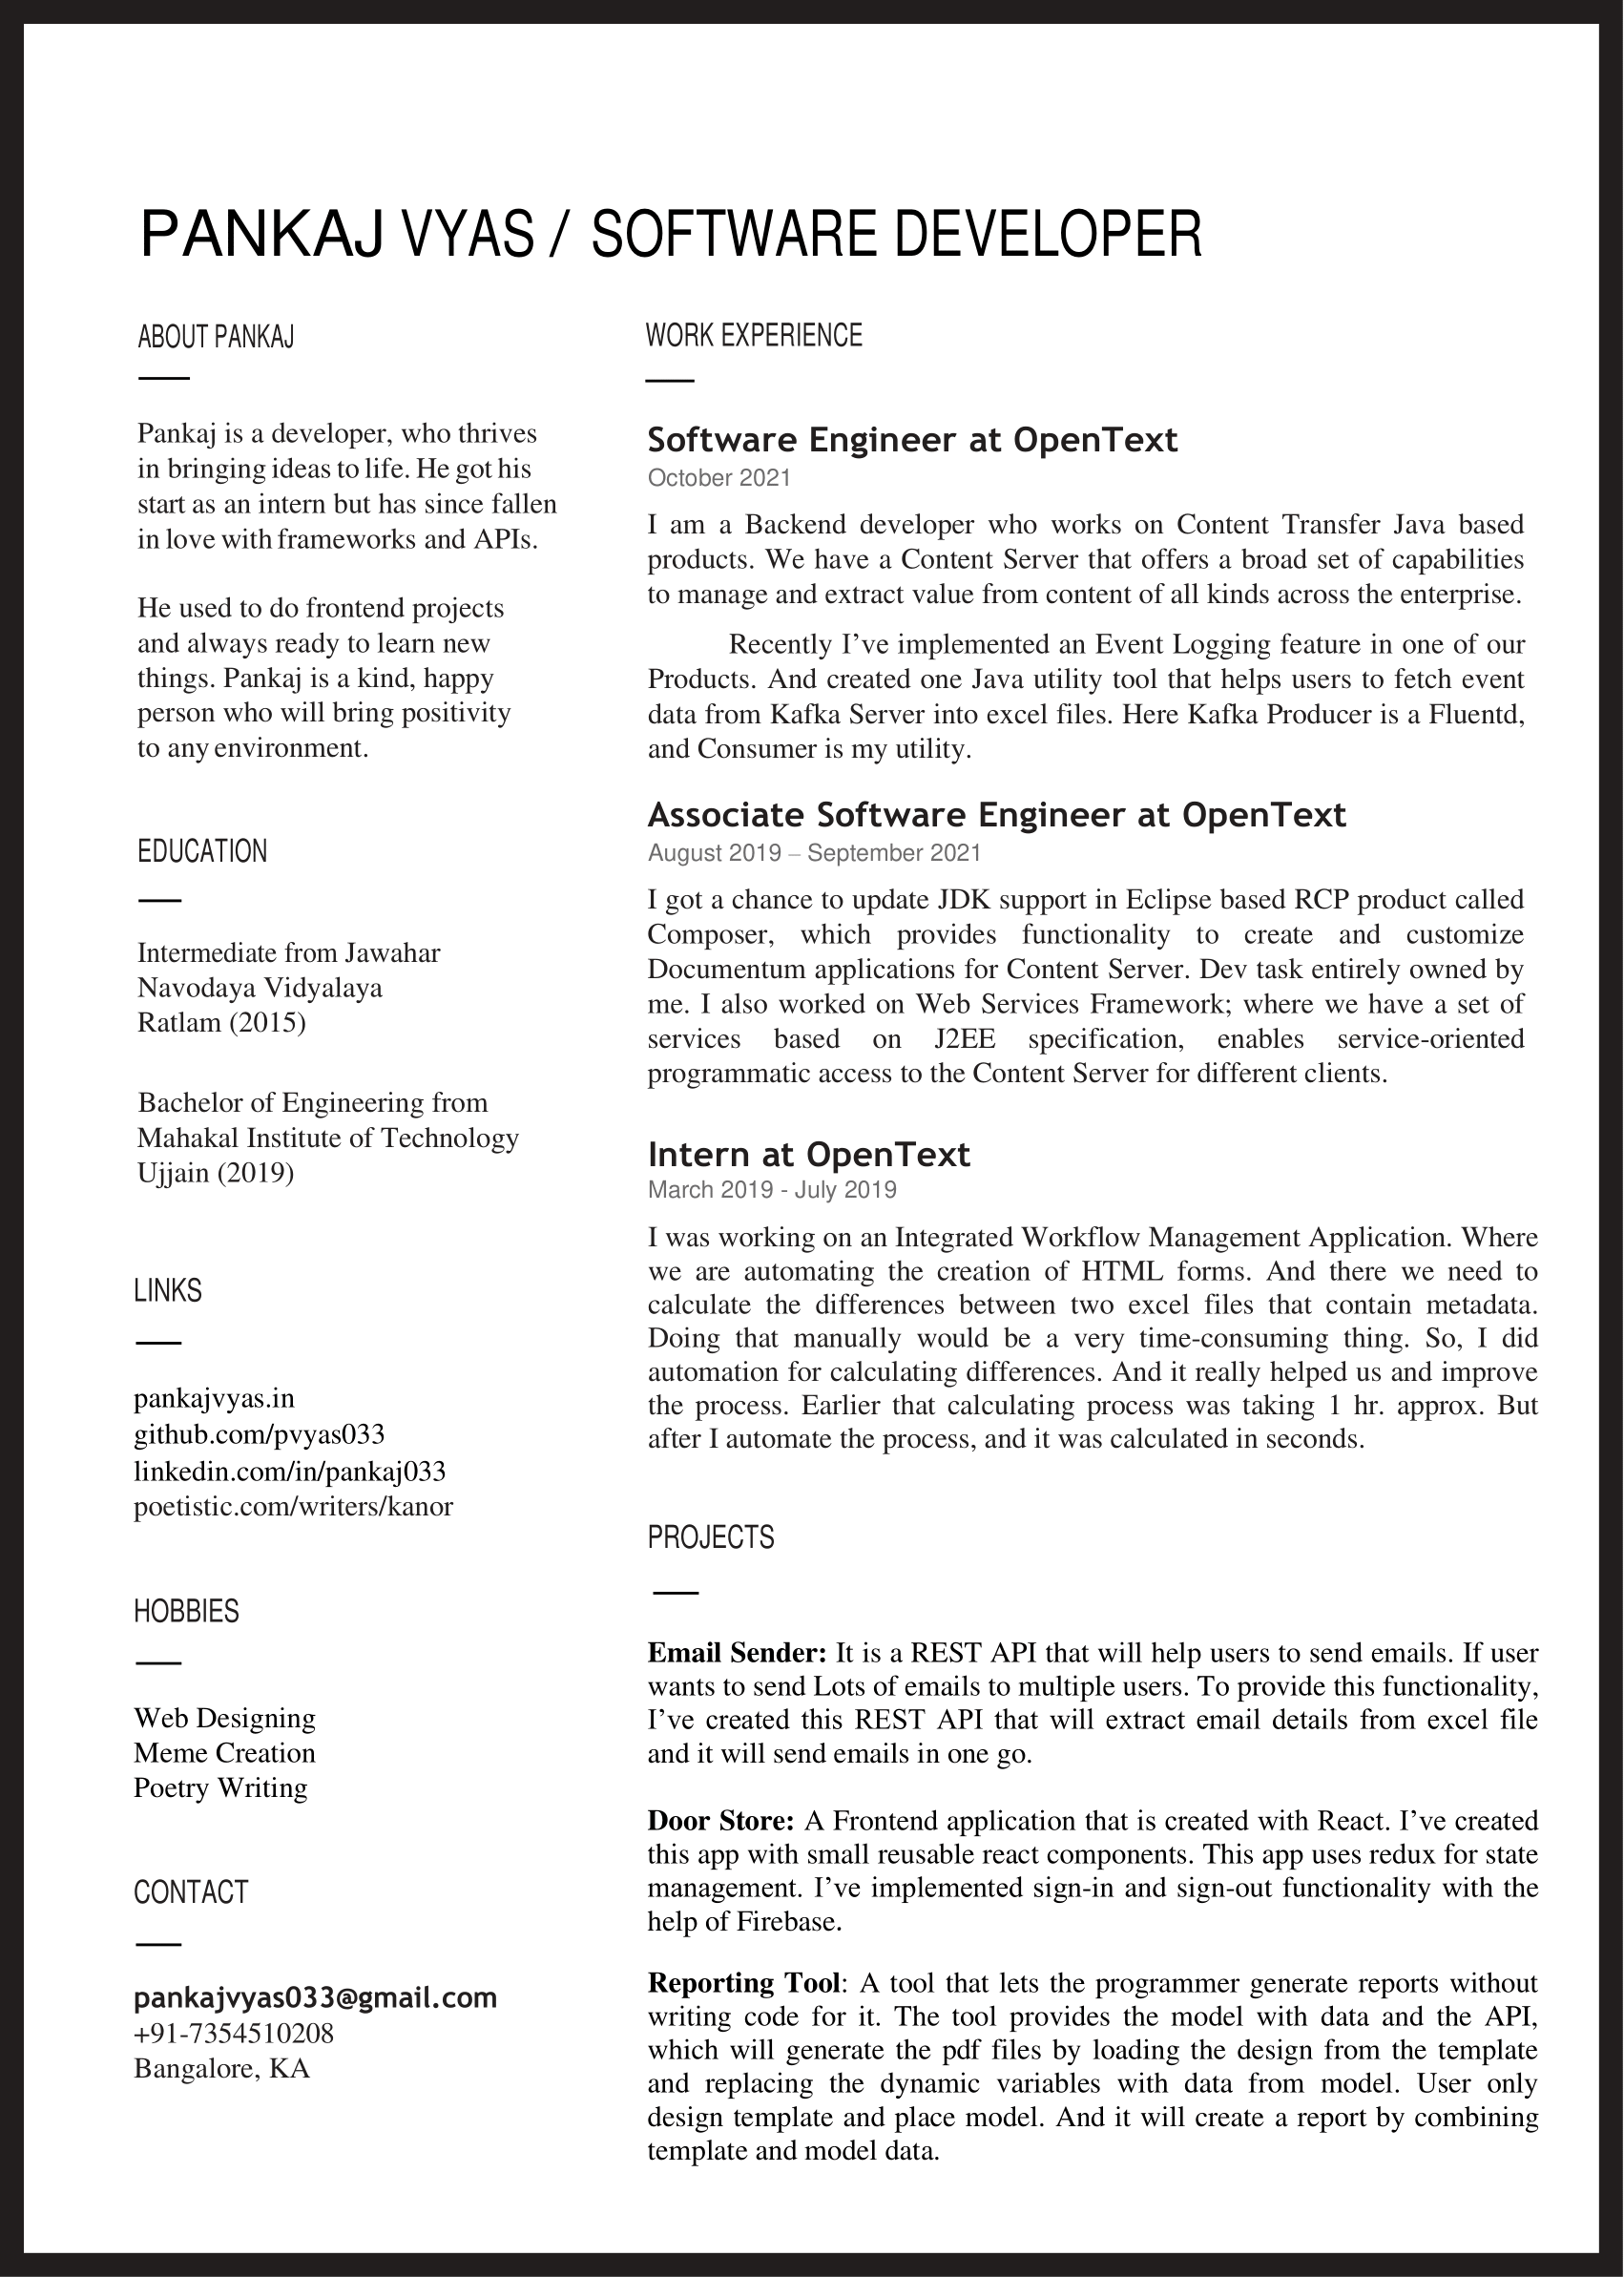 PANKAJ VYAS / SOFTWARE DEVELOPER
ABOUT PANKAJ
Pankaj is a developer, who thrives
in bringing ideas to life. He got his
start as an intern but has since fallen
in love with frameworks and APIs.
He used to do frontend projects
and always ready to learn new
things. Pankaj is a kind, happy
person who will bring positivity
to any environment.
EDUCATION
Intermediate from Jawahar
Navodaya Vidyalaya
Ratlam (2015)
Bachelor of Engineering from
Mahakal Institute of Technology
Ujjain (2019)
LINKS
pankajvyas.in
github.com/pvyas033
linkedin.com/in/pankaj033
poetistic.com/writers/kanor
HOBBIES
Web Designing
Meme Creation
Poetry Writing
CONTACT
pankajvyas033@gmail.com
+91-7354510208
Bangalore, KA
WORK EXPERIENCE
Software Engineer at OpenText
October 2021
I am a Backend developer who works on Content Transfer Java based
products. We have a Content Server that offers a broad set of capabilities
to manage and extract value from content of all kinds across the enterprise.
Recently I’ve implemented an Event Logging feature in one of our
Products. And created one Java utility tool that helps users to fetch event
data from Kafka Server into excel files. Here Kafka Producer is a Fluentd,
and Consumer is my utility.
Associate Software Engineer at OpenText
August 2019 – September 2021
I got a chance to update JDK support in Eclipse based RCP product called
Composer, which provides functionality to create and customize
Documentum applications for Content Server. Dev task entirely owned by
me. I also worked on Web Services Framework; where we have a set of
services based on J2EE specification, enables service-oriented
programmatic access to the Content Server for different clients.
Intern at OpenText
March 2019 - July 2019
I was working on an Integrated Workflow Management Application. Where
we are automating the creation of HTML forms. And there we need to
calculate the differences between two excel files that contain metadata.
Doing that manually would be a very time-consuming thing. So, I did
automation for calculating differences. And it really helped us and improve
the process. Earlier that calculating process was taking 1 hr. approx. But
after I automate the process, and it was calculated in seconds.
PROJECTS
Email Sender: It is a REST API that will help users to send emails. If user
wants to send Lots of emails to multiple users. To provide this functionality,
I’ve created this REST API that will extract email details from excel file
and it will send emails in one go.
Door Store: A Frontend application that is created with React. I’ve created
this app with small reusable react components. This app uses redux for state
management. I’ve implemented sign-in and sign-out functionality with the
help of Firebase.
Reporting Tool: A tool that lets the programmer generate reports without
writing code for it. The tool provides the model with data and the API,
which will generate the pdf files by loading the design from the template
and replacing the dynamic variables with data from model. User only
design template and place model. And it will create a report by combining
template and model data.